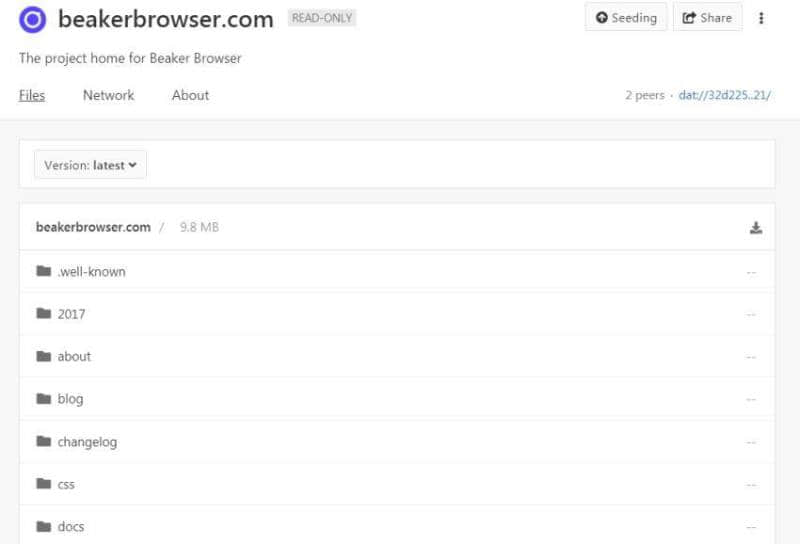 beakerbrowser.com READ-ONLY Seeding Share
The project home for Beaker Browser
Files Network About 2 peers · dat://32d225..21/
Version: latest
beakerbrowser.com / 9.8 MB
.well-known --
2017 --
about --
blog --
changelog --
css --
docs --